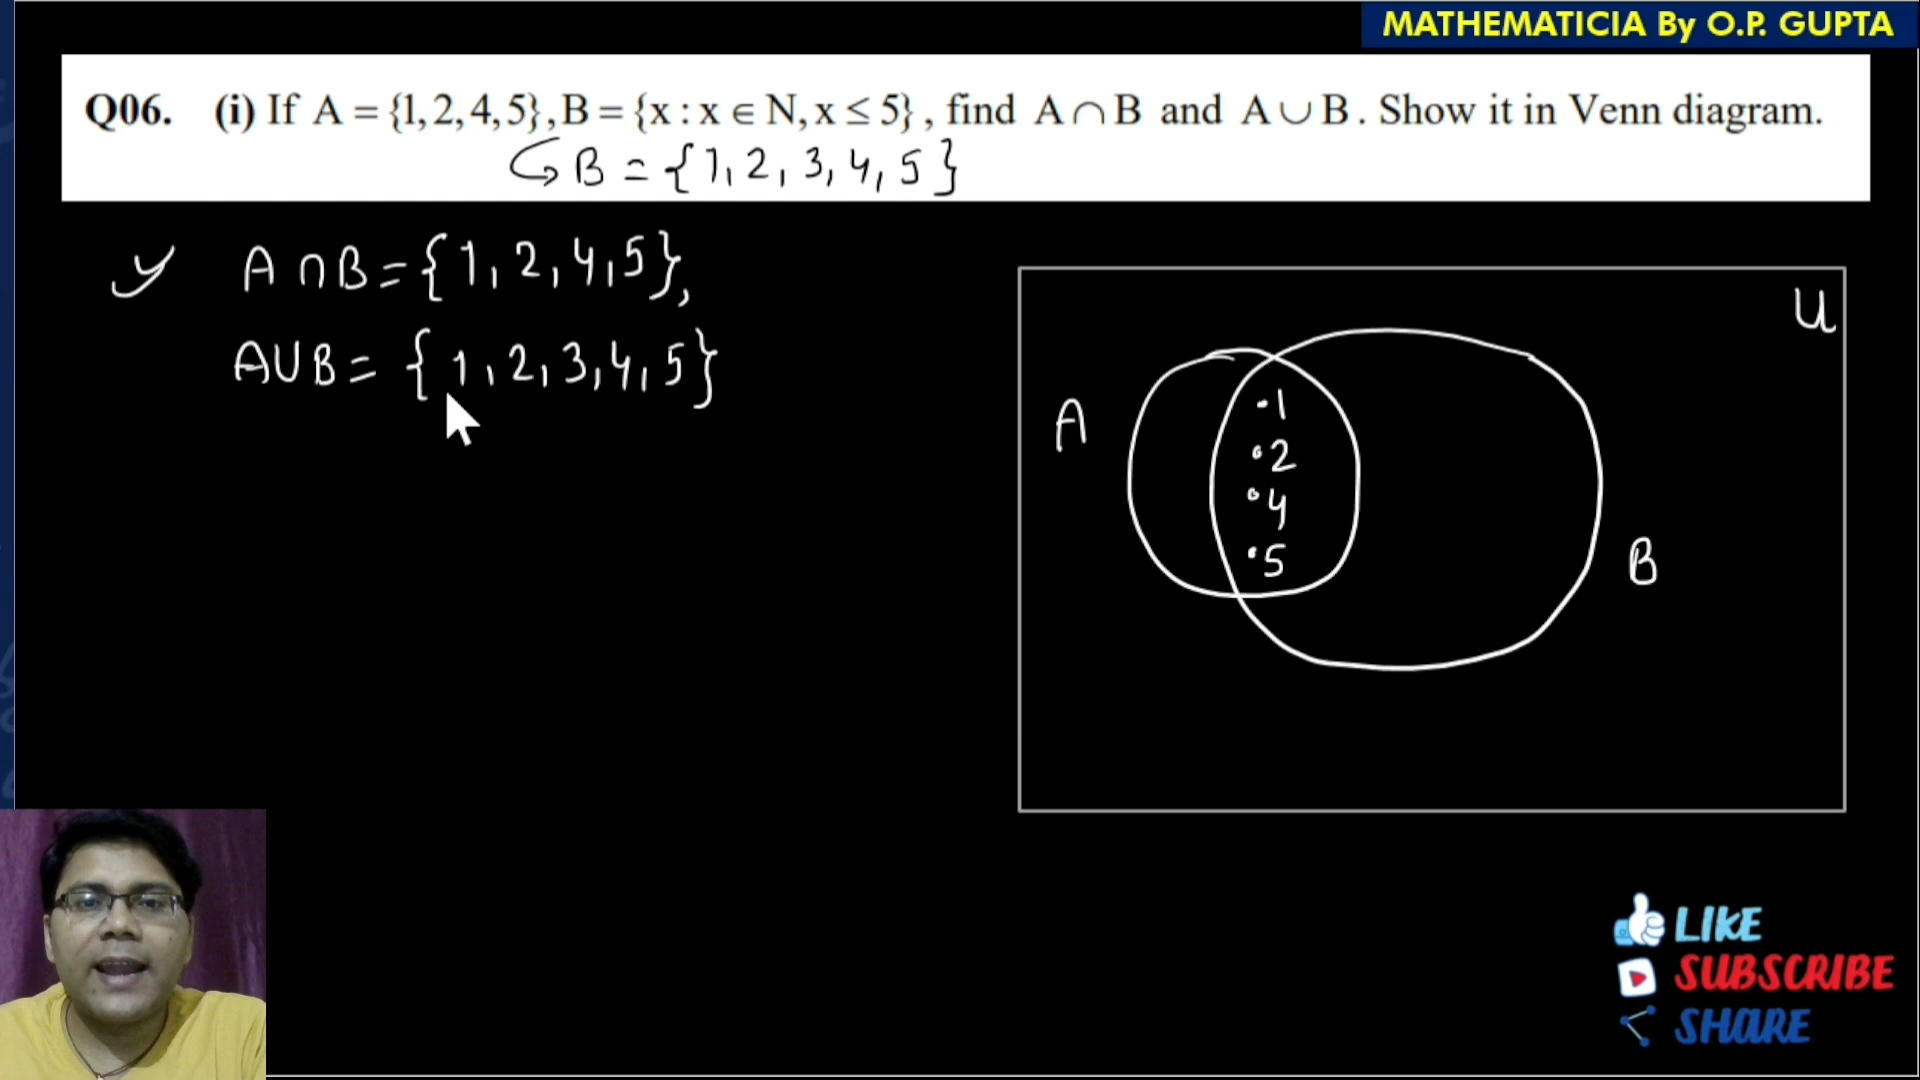 MATHEMATICIA By O.P. GUPTA
Q06. (i) If A = {1, 2, 4, 5}, B = {x : x ∈ N, x ≤ 5}, find A ∩ B and A ∪ B. Show it in Venn diagram.
↪ B = {1, 2, 3, 4, 5}
A ∩ B = {1, 2, 4, 5},
A ∪ B = {1, 2, 3, 4, 5}
U
A
•1
•2
•4
•5
B
LIKE
SUBSCRIBE
SHARE